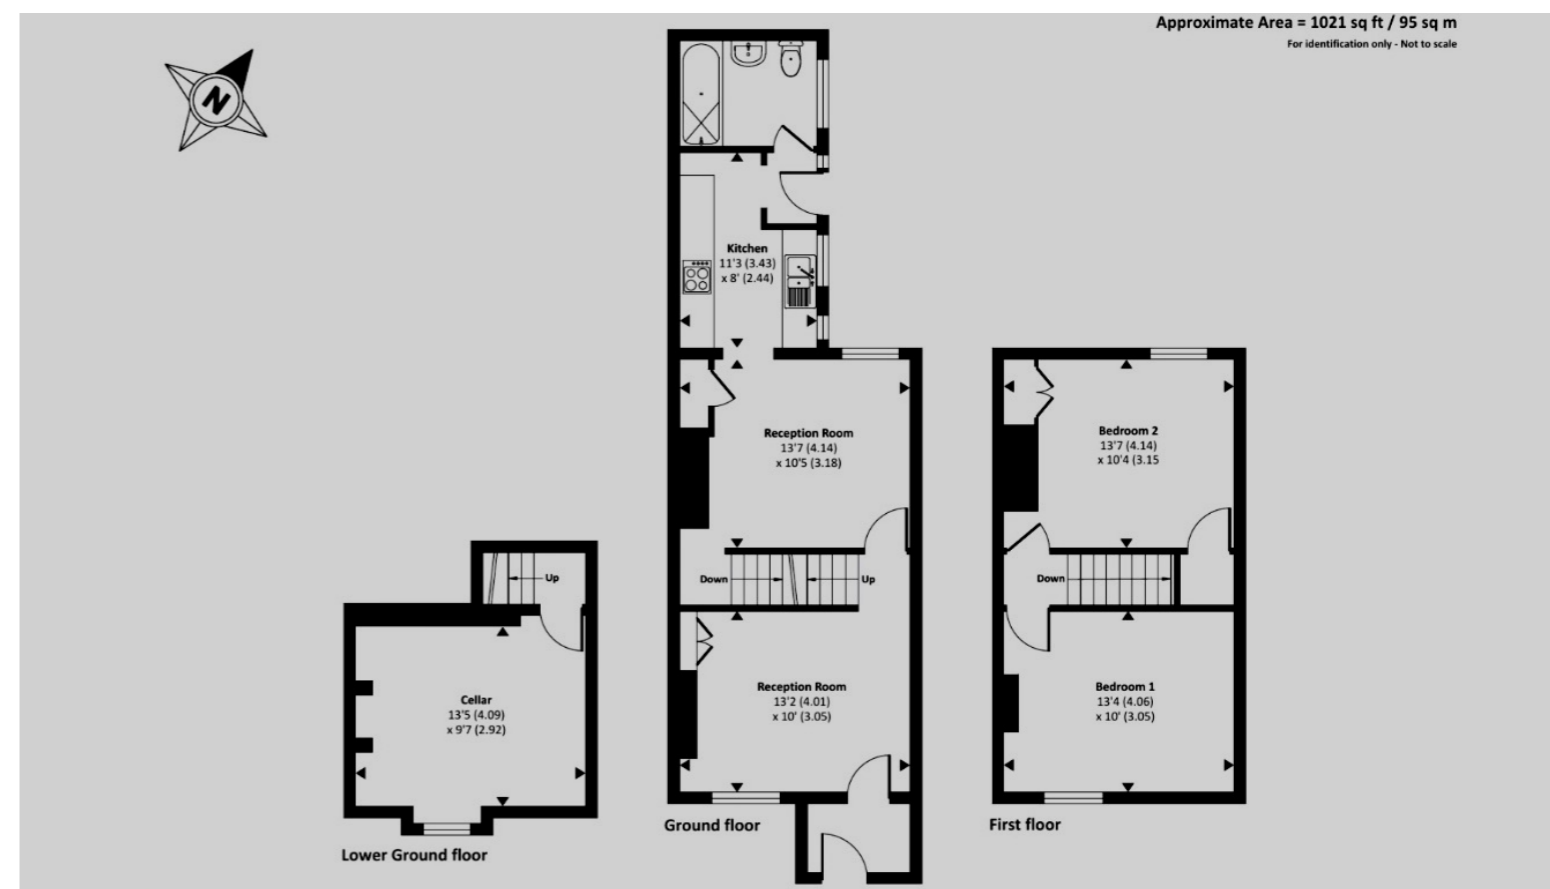 Approximate Area = 1021 sq ft / 95 sq m
For identification only - Not to scale
N
Kitchen
11'3 (3.43)
x 8' (2.44)
Reception Room
13'7 (4.14)
x 10'5 (3.18)
Down
Up
Reception Room
13'2 (4.01)
x 10' (3.05)
Ground floor
Bedroom 2
13'7 (4.14)
x 10'4 (3.15
Down
Bedroom 1
13'4 (4.06)
x 10' (3.05)
First floor
Up
Cellar
13'5 (4.09)
x 9'7 (2.92)
Lower Ground floor